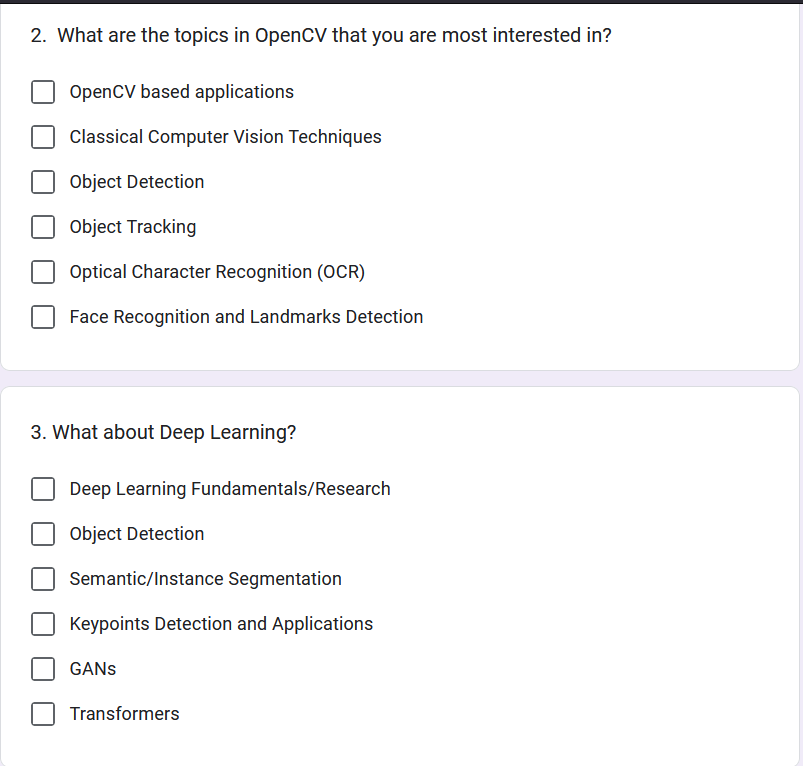 2. What are the topics in OpenCV that you are most interested in?
OpenCV based applications
Classical Computer Vision Techniques
Object Detection
Object Tracking
Optical Character Recognition (OCR)
Face Recognition and Landmarks Detection
3. What about Deep Learning?
Deep Learning Fundamentals/Research
Object Detection
Semantic/Instance Segmentation
Keypoints Detection and Applications
GANs
Transformers